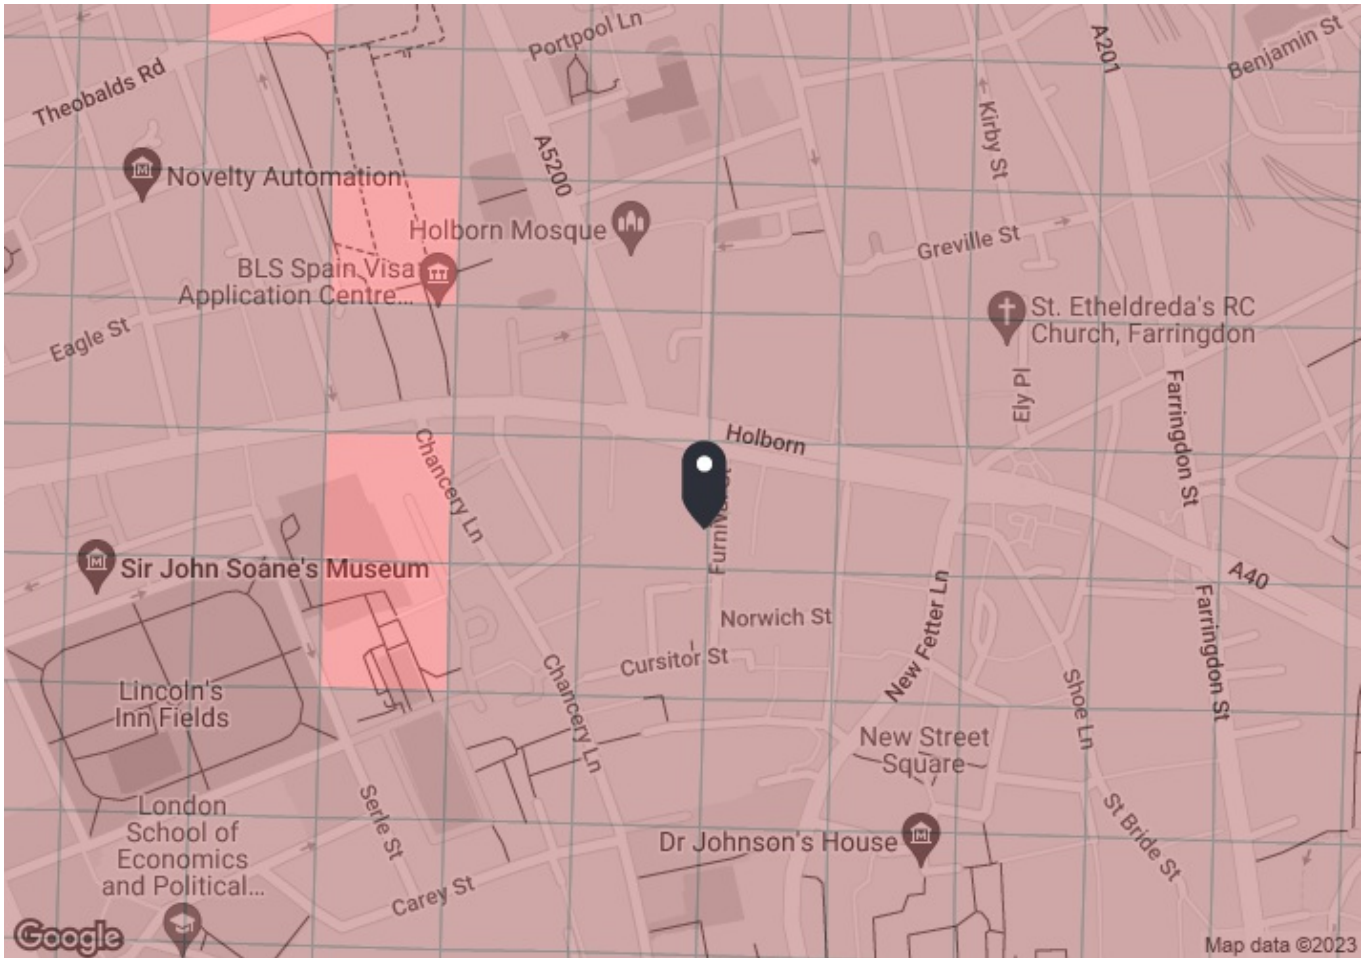 Portpool Ln
A201
Benjamin St
Theobalds Rd
Kirby St
A5200
Novelty Automation
Holborn Mosque
Greville St
BLS Spain Visa
Application Centre...
St. Etheldreda's RC
Church, Farringdon
Eagle St
Ely Pl
Farringdon St
Holborn
Chancery Ln
Sir John Soane's Museum
A40
New Fetter Ln
Farringdon St
Norwich St
Cursitor St
Chancery Ln
Shoe Ln
Lincoln's
Inn Fields
New Street
Square
London
School of
Economics
and Political...
Serle St
St Bride St
Dr Johnson's House
Carey St
Google
Map data ©2023